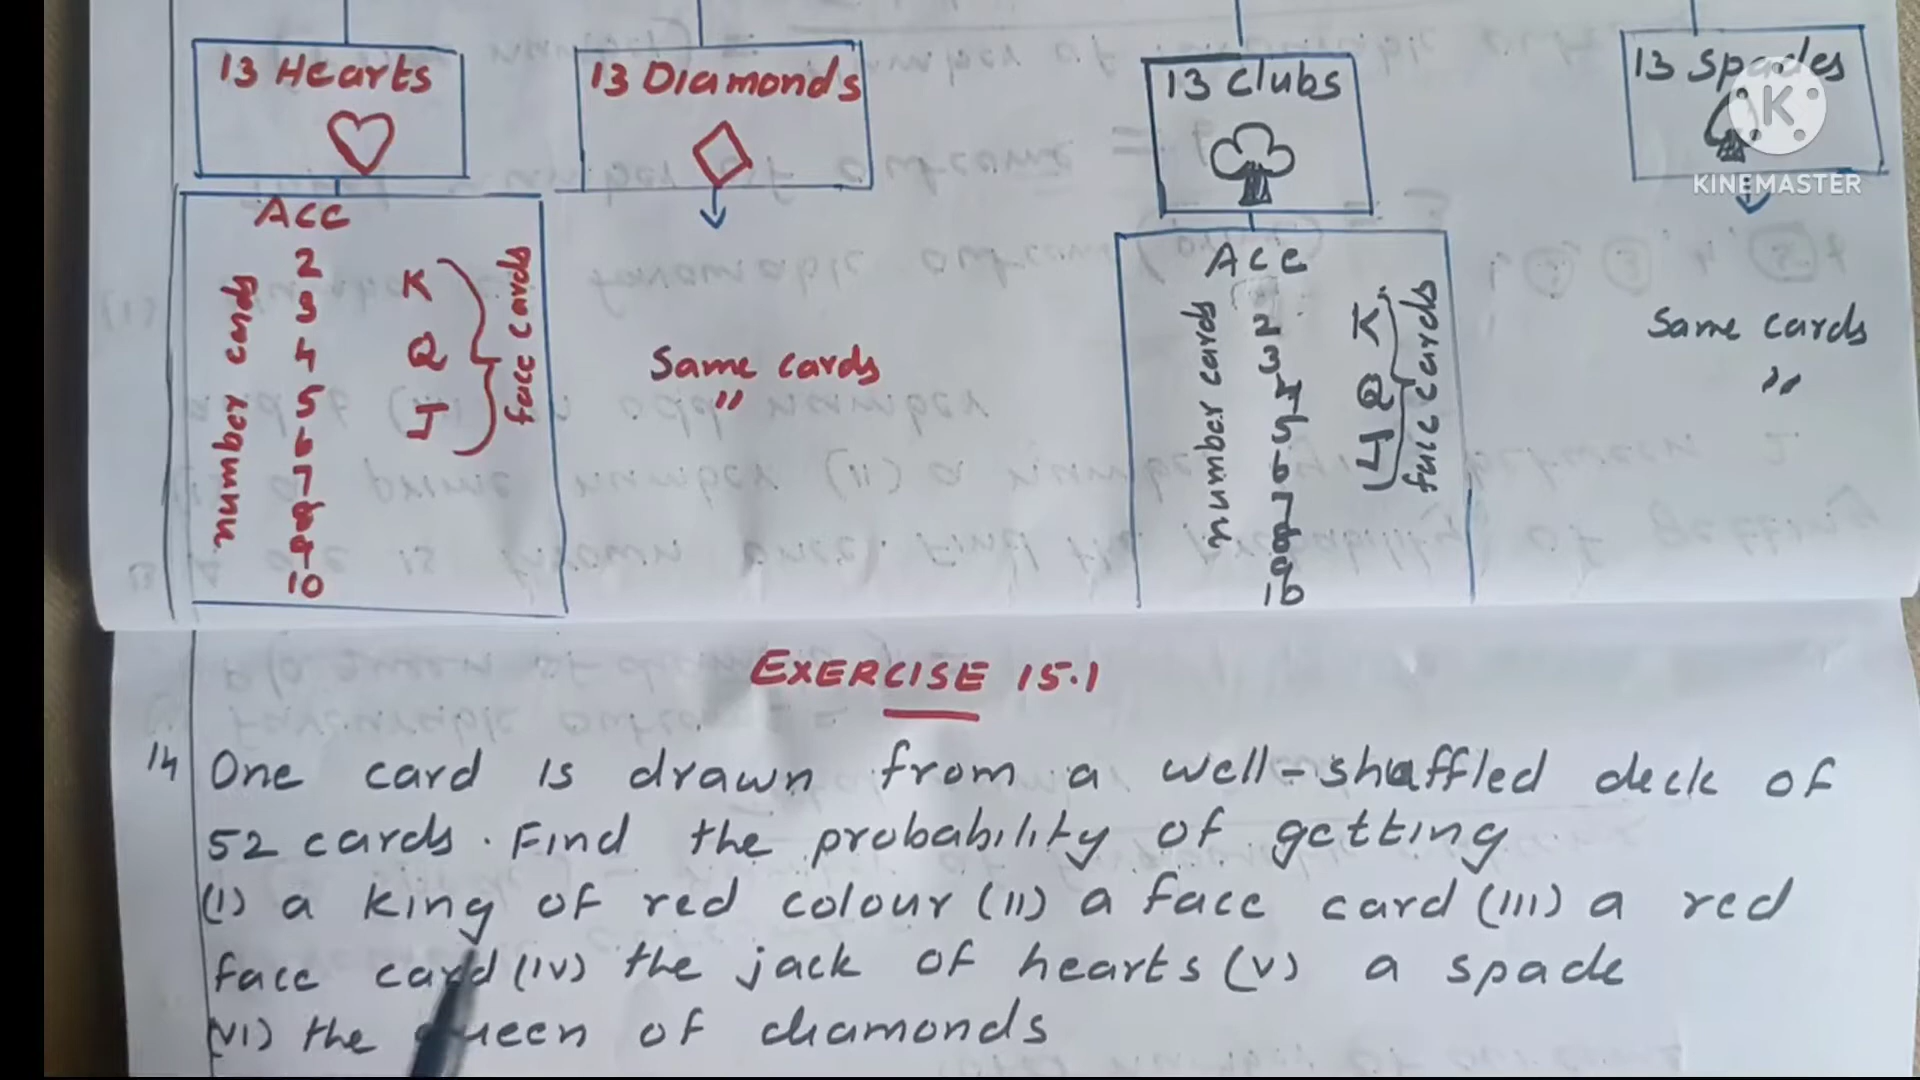 13 Hearts
13 Diamonds
13 Clubs
13 Spades
KINEMASTER
Ace
number cards
2
3
4
5
6
7
8
9
10
K
Q
J
face cards
Same cards
"
Ace
number cards
2
3
4
5
6
7
8
9
10
K
Q
J
face cards
Same cards
"
EXERCISE 15.1
14 One card is drawn from a well-shuffled deck of
52 cards. Find the probability of getting
(i) a king of red colour (ii) a face card (iii) a red
face card (iv) the jack of hearts (v) a spade
(vi) the queen of diamonds